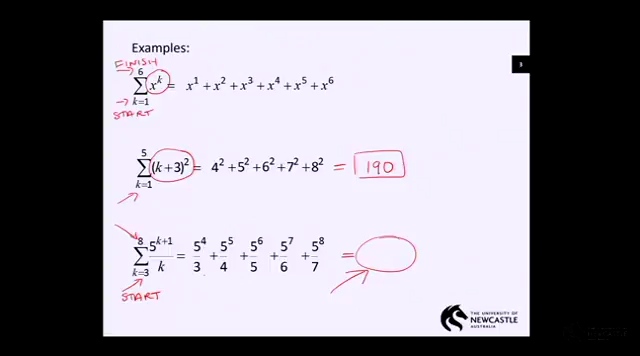 Examples:
FINISH
6
∑ x^k = x^1 + x^2 + x^3 + x^4 + x^5 + x^6
k=1
START
3
5
∑ (k+3)^2 = 4^2 + 5^2 + 6^2 + 7^2 + 8^2 = 190
k=1
8
∑ 5^{k+1}/k = 5^4/3 + 5^5/4 + 5^6/5 + 5^7/6 + 5^8/7 =
k=3
START
THE UNIVERSITY OF
NEWCASTLE
AUSTRALIA